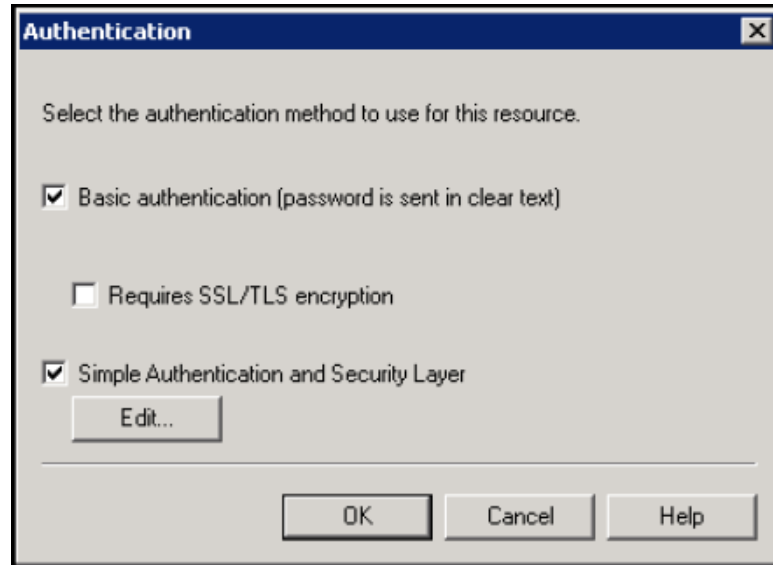 Authentication
Select the authentication method to use for this resource.
Basic authentication (password is sent in clear text)
Requires SSL/TLS encryption
Simple Authentication and Security Layer
Edit...
OK Cancel Help